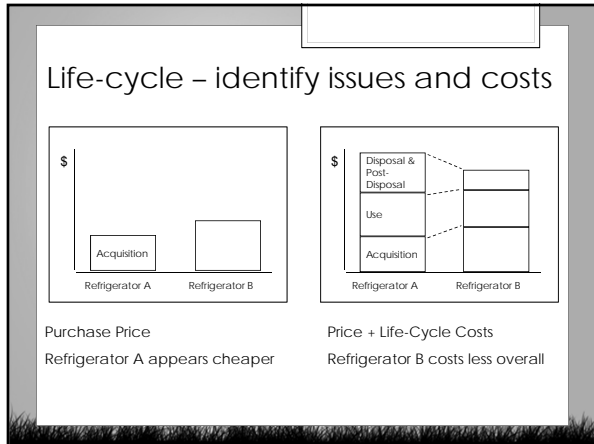 Life-cycle – identify issues and costs
$
Acquisition
Refrigerator A
Refrigerator B
Purchase Price
Refrigerator A appears cheaper
$
Disposal &
Post-
Disposal
Use
Acquisition
Refrigerator A
Refrigerator B
Price + Life-Cycle Costs
Refrigerator B costs less overall